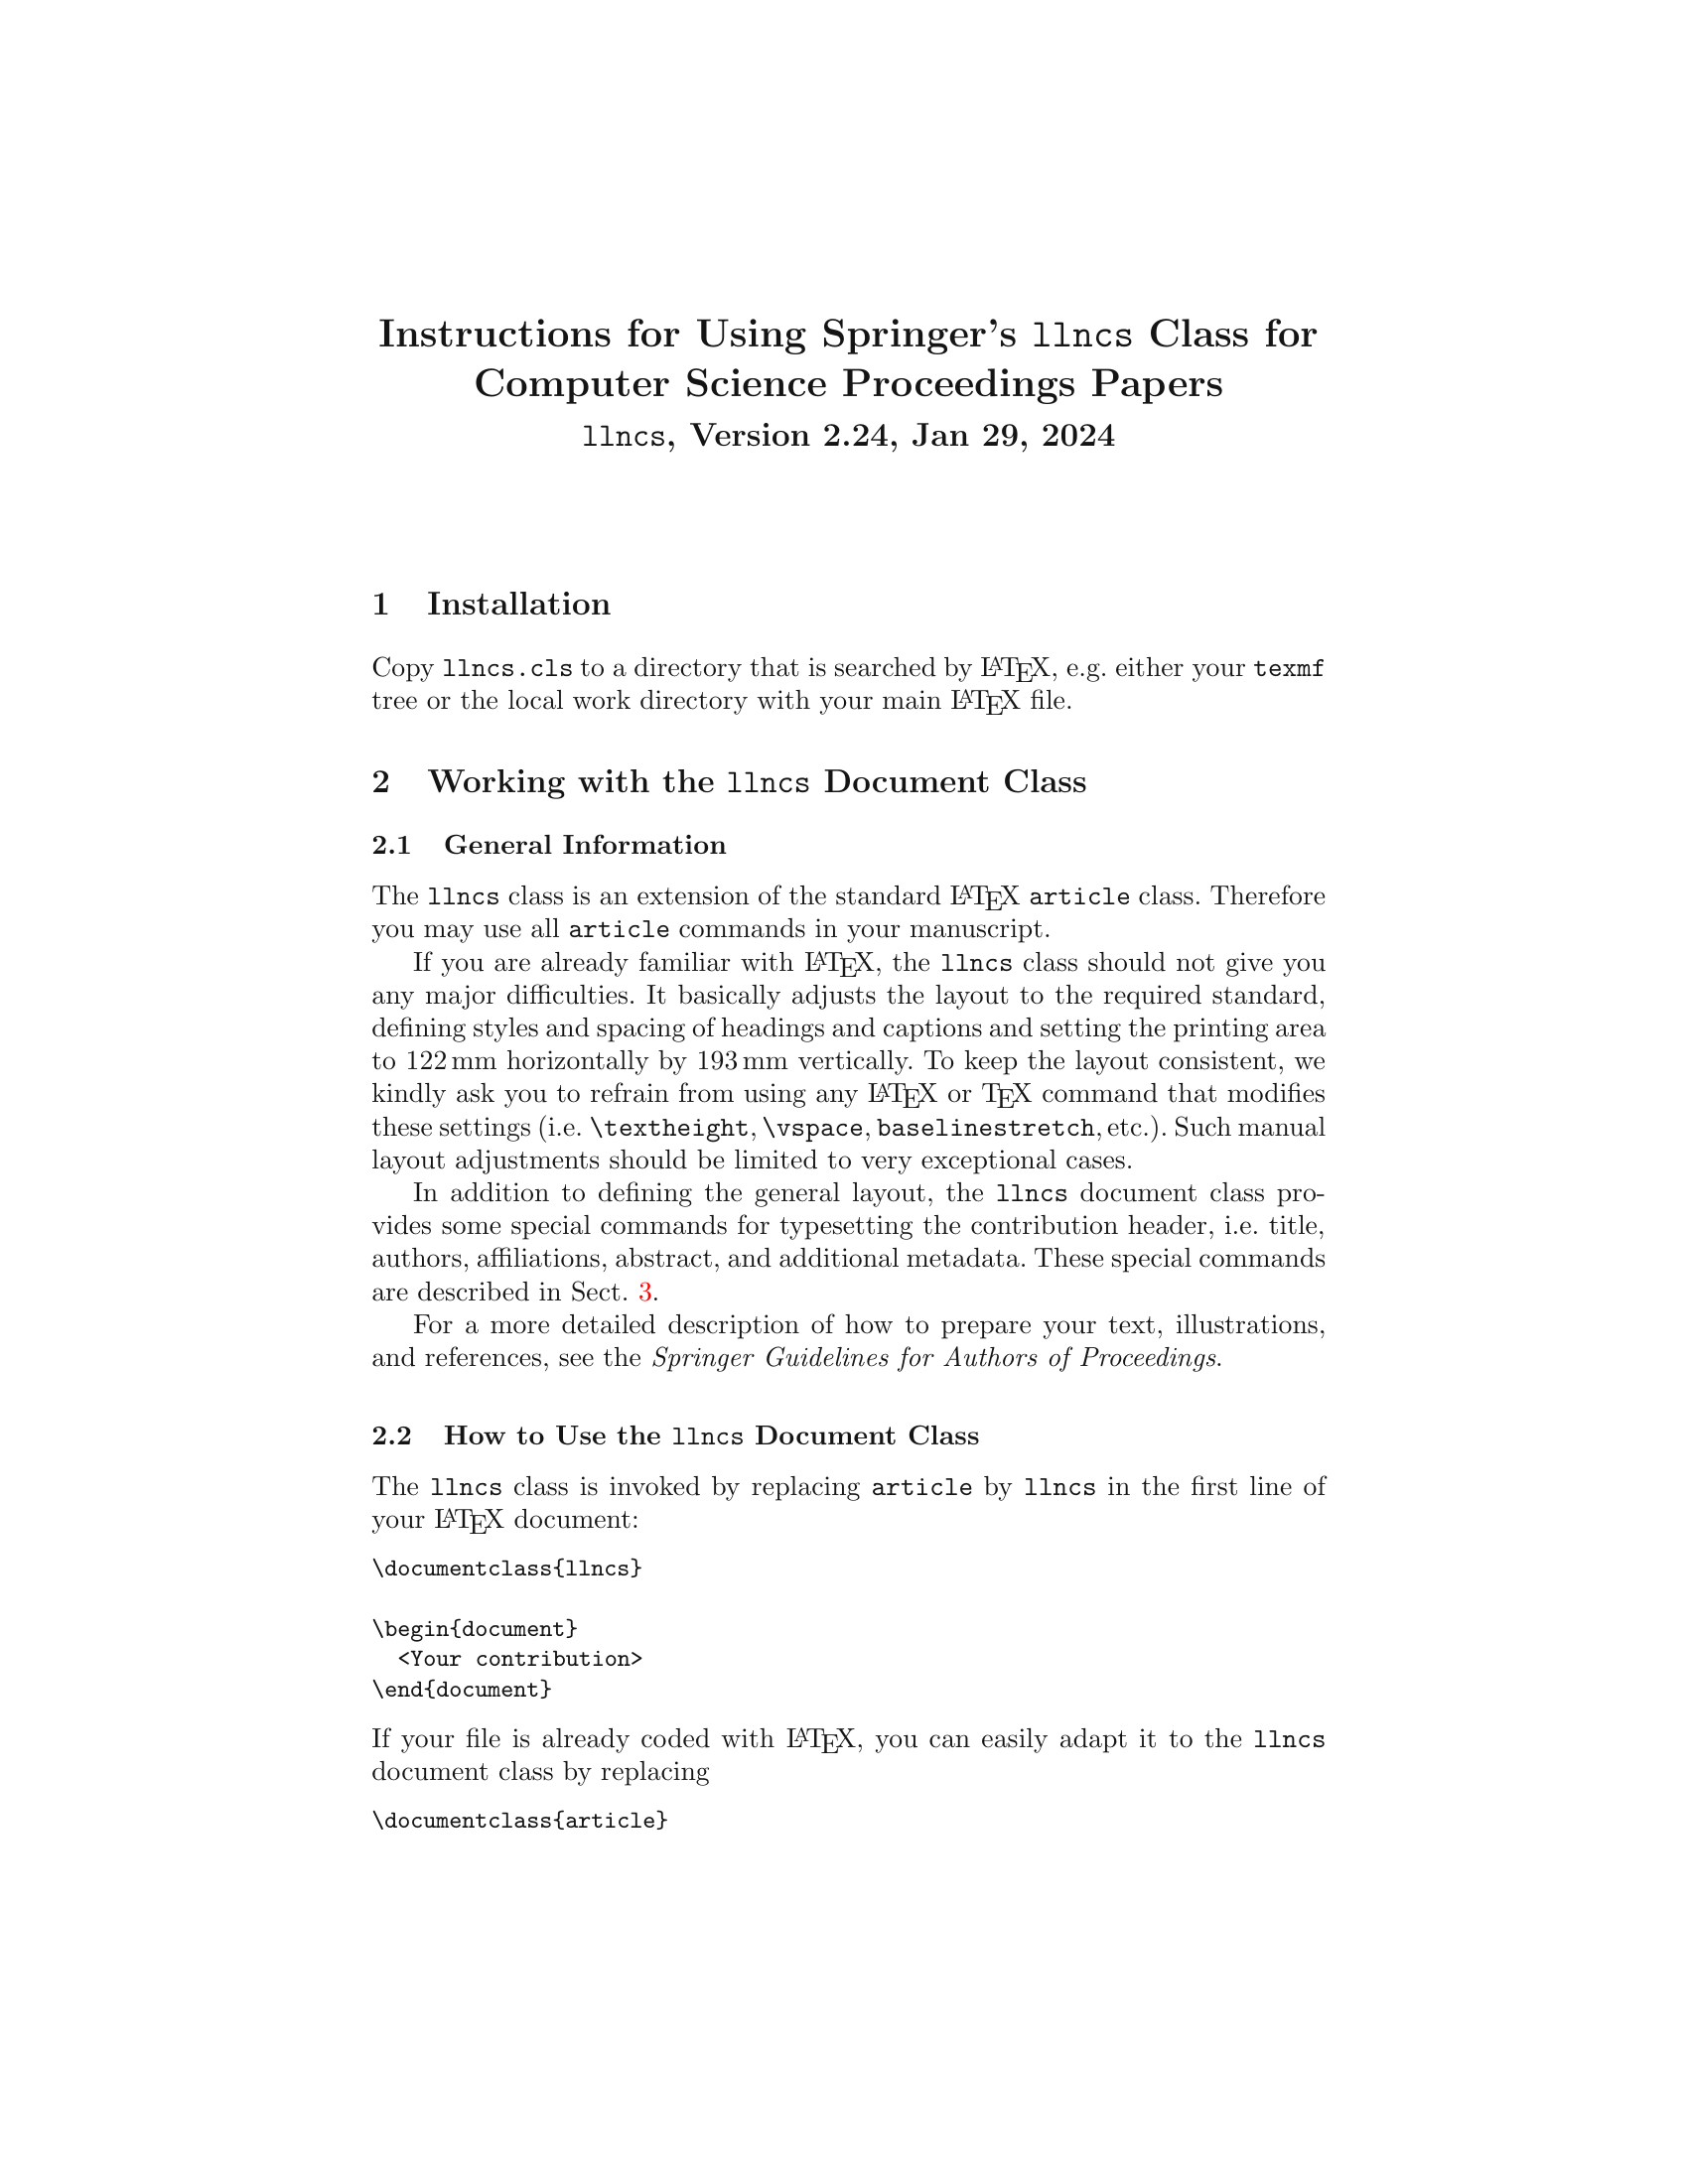 Instructions for Using Springer's llncs Class for
Computer Science Proceedings Papers
llncs, Version 2.24, Jan 29, 2024
1 Installation
Copy llncs.cls to a directory that is searched by LATEX, e.g. either your texmf
tree or the local work directory with your main LATEX file.
2 Working with the llncs Document Class
2.1 General Information
The llncs class is an extension of the standard LATEX article class. Therefore
you may use all article commands in your manuscript.
If you are already familiar with LATEX, the llncs class should not give you
any major difficulties. It basically adjusts the layout to the required standard,
defining styles and spacing of headings and captions and setting the printing area
to 122 mm horizontally by 193 mm vertically. To keep the layout consistent, we
kindly ask you to refrain from using any LATEX or TEX command that modifies
these settings (i.e. \textheight, \vspace, baselinestretch, etc.). Such manual
layout adjustments should be limited to very exceptional cases.
In addition to defining the general layout, the llncs document class pro-
vides some special commands for typesetting the contribution header, i.e. title,
authors, affiliations, abstract, and additional metadata. These special commands
are described in Sect. 3.
For a more detailed description of how to prepare your text, illustrations,
and references, see the Springer Guidelines for Authors of Proceedings.
2.2 How to Use the llncs Document Class
The llncs class is invoked by replacing article by llncs in the first line of
your LATEX document:
\documentclass{llncs}
\begin{document}
  <Your contribution>
\end{document}
If your file is already coded with LATEX, you can easily adapt it to the llncs
document class by replacing
\documentclass{article}